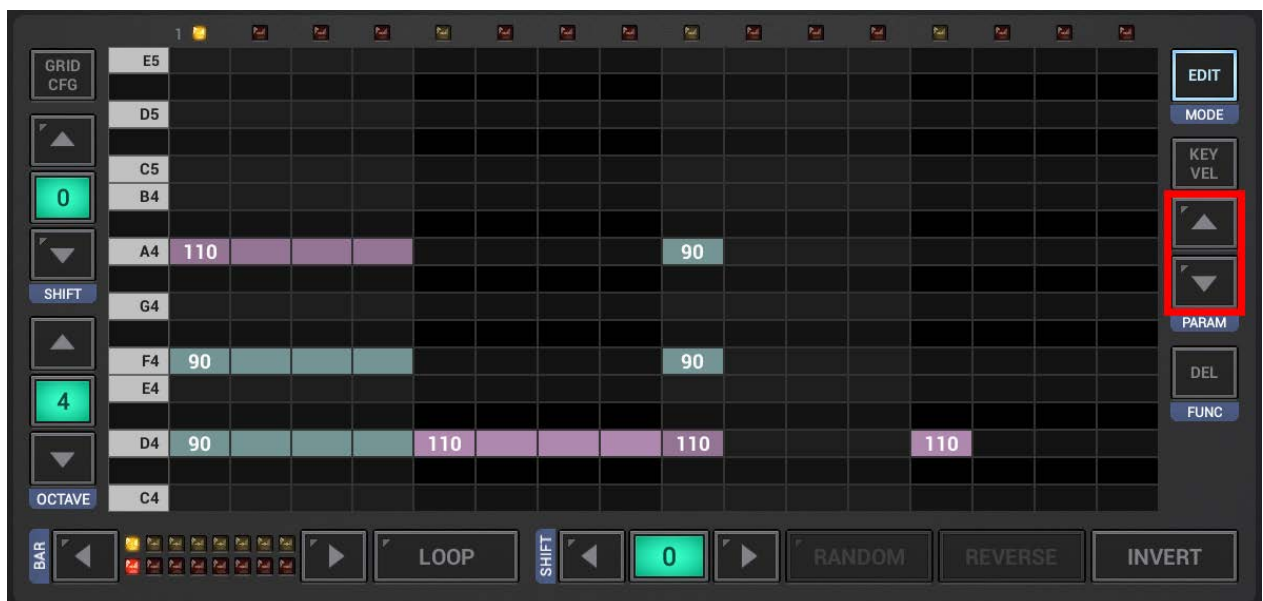 1
GRID
CFG
E5
EDIT
MODE
D5
KEY
VEL
C5
0
B4
A4 110 90
SHIFT
G4
PARAM
F4 90 90
DEL
E4
4
FUNC
D4 90 110 110 110
OCTAVE
C4
BAR
LOOP
SHIFT
0
RANDOM
REVERSE
INVERT